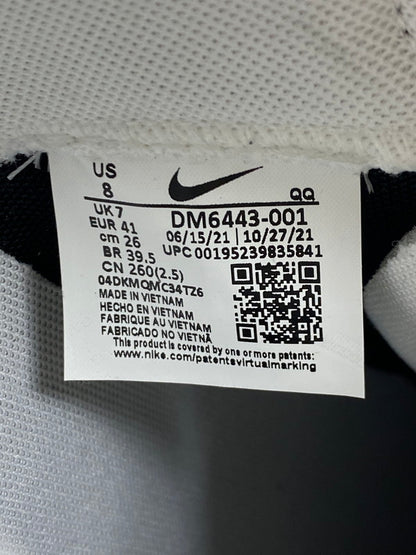 US
8 QQ
UK 7 DM6443-001
EUR 41 06/15/21 | 10/27/21
cm 26 UPC 00195239835841
BR 39.5
CN 260(2.5)
04DKMQMC34TZ6
MADE IN VIETNAM
HECHO EN VIETNAM
FABRIQUE AU VIETNAM
FABRICADO NO VIETNÃ
This product is covered by one or more patents:
www.nike.com/patentsvirtualmarking